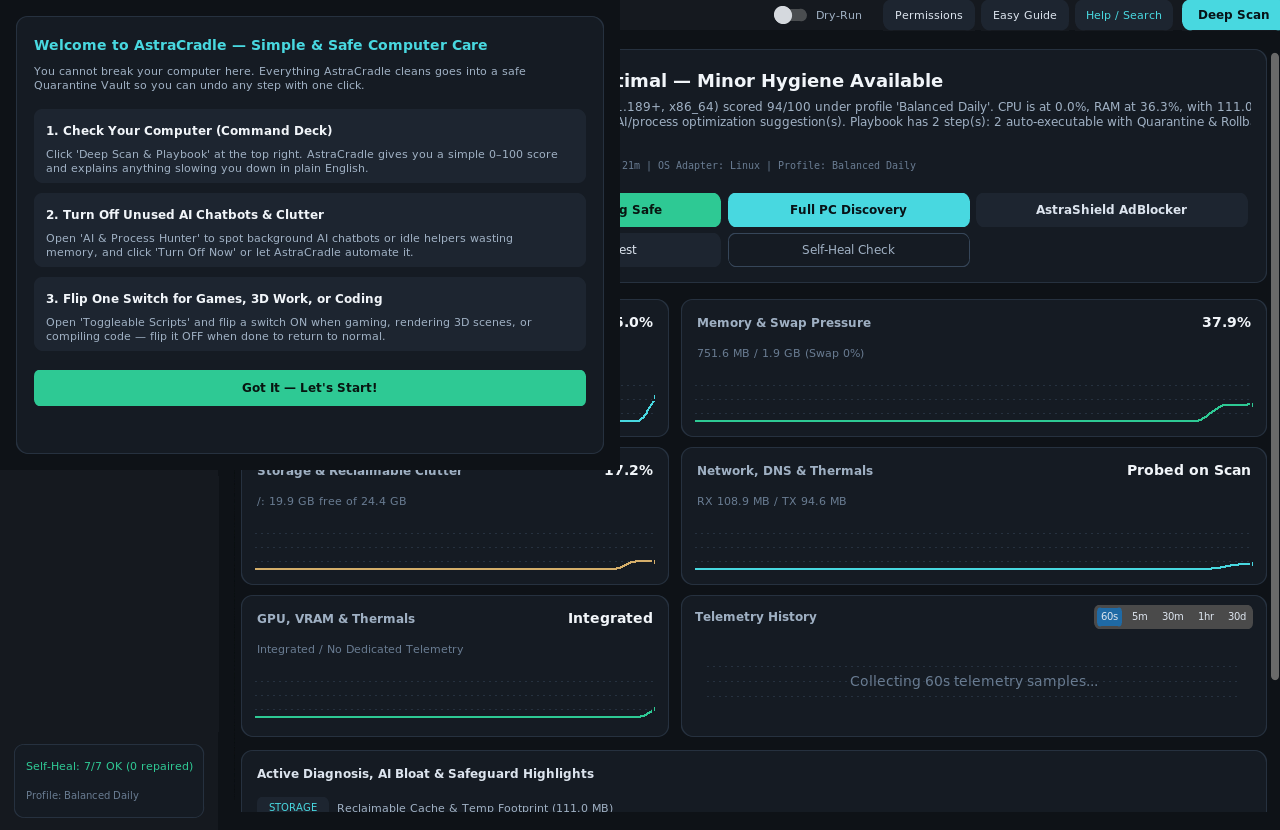 Welcome to AstraCradle — Simple & Safe Computer Care
You cannot break your computer here. Everything AstraCradle cleans goes into a safe
Quarantine Vault so you can undo any step with one click.
1. Check Your Computer (Command Deck)
Click 'Deep Scan & Playbook' at the top right. AstraCradle gives you a simple 0–100 score
and explains anything slowing you down in plain English.
2. Turn Off Unused AI Chatbots & Clutter
Open 'AI & Process Hunter' to spot background AI chatbots or idle helpers wasting
memory, and click 'Turn Off Now' or let AstraCradle automate it.
3. Flip One Switch for Games, 3D Work, or Coding
Open 'Toggleable Scripts' and flip a switch ON when gaming, rendering 3D scenes, or
compiling code — flip it OFF when done to return to normal.
Got It — Let's Start!
Dry-Run
Permissions
Easy Guide
Help / Search
Deep Scan
timal — Minor Hygiene Available
.189+, x86_64) scored 94/100 under profile 'Balanced Daily'. CPU is at 0.0%, RAM at 36.3%, with 111.0
AI/process optimization suggestion(s). Playbook has 2 step(s): 2 auto-executable with Quarantine & Rollb
21m | OS Adapter: Linux | Profile: Balanced Daily
g Safe
Full PC Discovery
AstraShield AdBlocker
est
Self-Heal Check
5.0%
Memory & Swap Pressure
37.9%
751.6 MB / 1.9 GB (Swap 0%)
Storage & Reclaimable Clutter
17.2%
/: 19.9 GB free of 24.4 GB
Network, DNS & Thermals
Probed on Scan
RX 108.9 MB / TX 94.6 MB
GPU, VRAM & Thermals
Integrated
Integrated / No Dedicated Telemetry
Telemetry History
60s
5m
30m
1hr
30d
Collecting 60s telemetry samples...
Self-Heal: 7/7 OK (0 repaired)
Profile: Balanced Daily
Active Diagnosis, AI Bloat & Safeguard Highlights
STORAGE
Reclaimable Cache & Temp Footprint (111.0 MB)